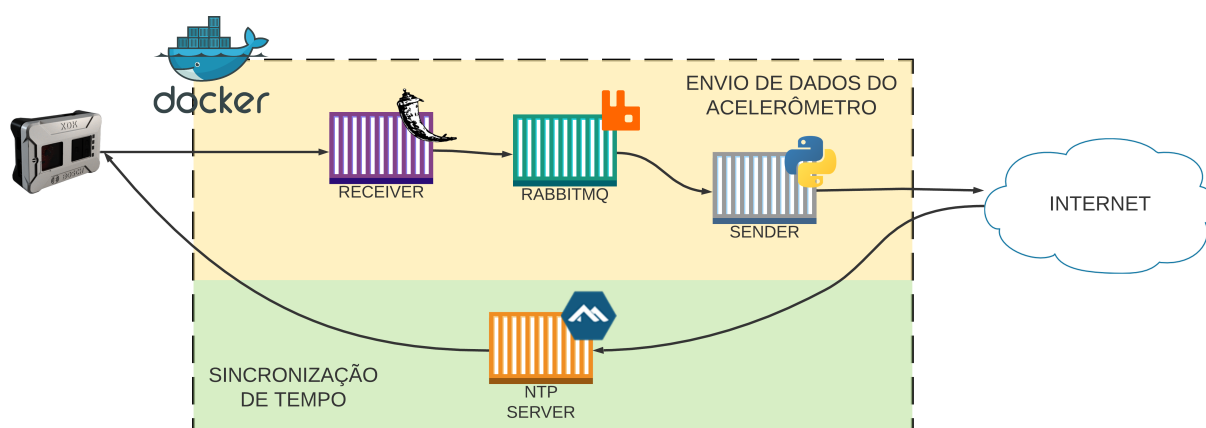 docker
ENVIO DE DADOS DO
ACELERÔMETRO
RECEIVER
RABBITMQ
SENDER
INTERNET
SINCRONIZAÇÃO
DE TEMPO
NTP
SERVER